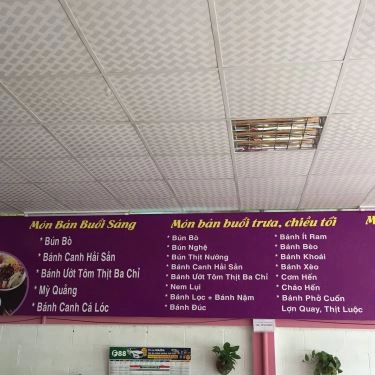 Món Bán Buổi Sáng
* Bún Bò
* Bánh Canh Hải Sản
* Bánh Ướt Tôm Thịt Ba Chỉ
* Mỳ Quảng
* Bánh Canh Cá Lóc
Món bán buổi trưa, chiều tối
* Bún Bò
* Bún Nghệ
* Bún Thịt Nướng
* Bánh Canh Hải Sản
* Bánh Ướt Tôm Thịt Ba Chỉ
* Nem Lụi
* Bánh Lọc + Bánh Nậm
* Bánh Đúc
* Bánh Ít Ram
* Bánh Bèo
* Bánh Khoái
* Bánh Xèo
* Cơm Hến
* Cháo Hến
* Bánh Phở Cuốn
Lợn Quay, Thịt Luộc
88